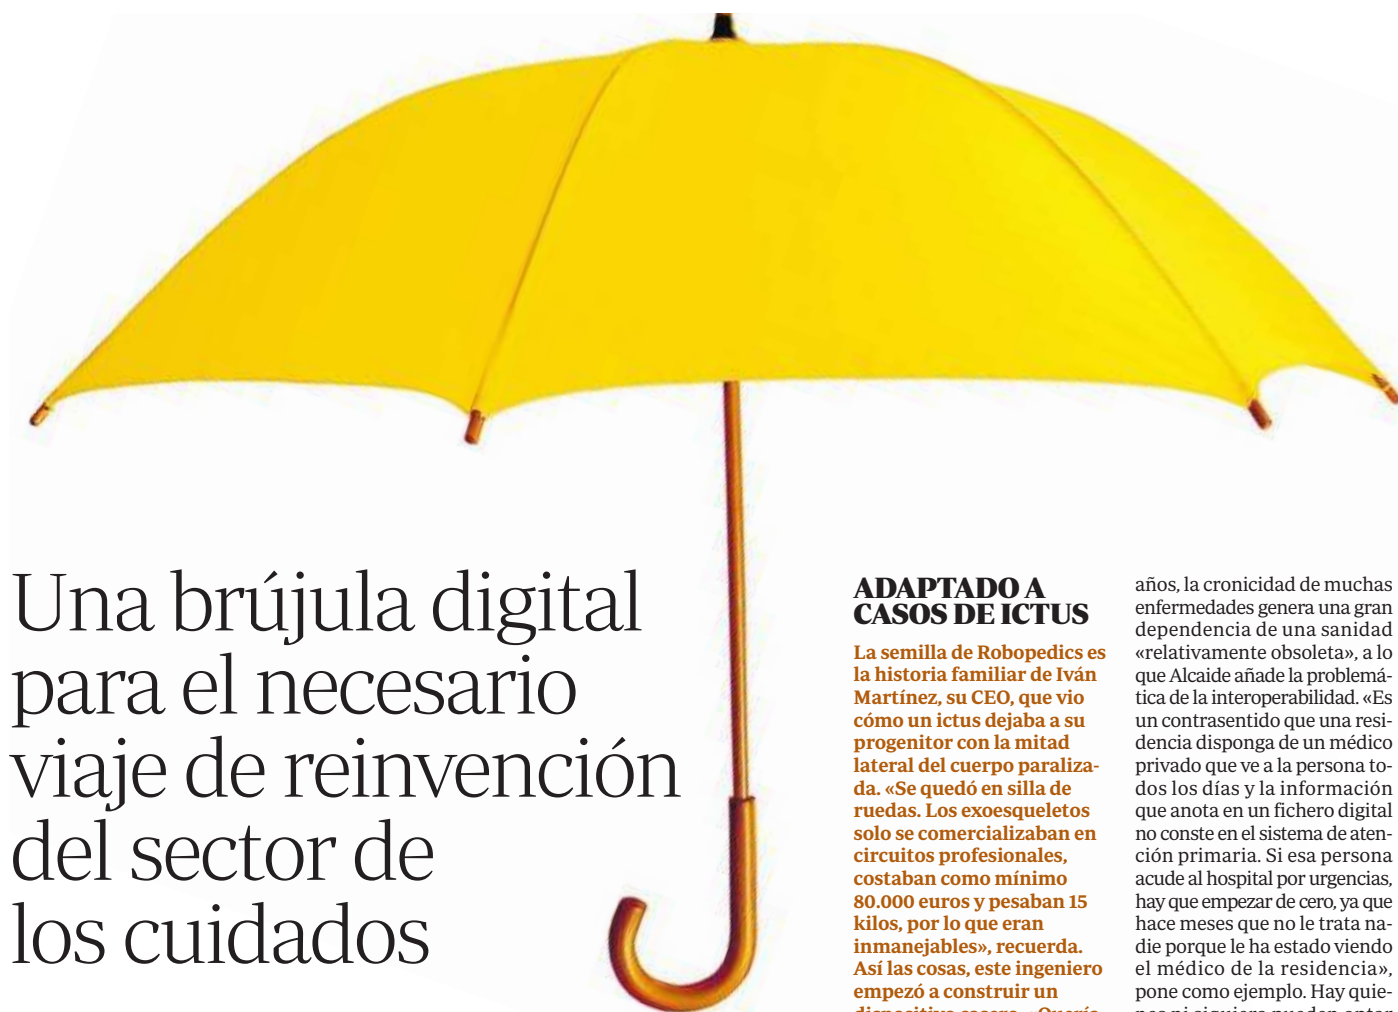 Una brújula digital
para el necesario
viaje de reinvención
del sector de
los cuidados
ADAPTADO A
CASOS DE ICTUS
La semilla de Robopedics es
la historia familiar de Iván
Martínez, su CEO, que vio
cómo un ictus dejaba a su
progenitor con la mitad
lateral del cuerpo paraliza-
da. «Se quedó en silla de
ruedas. Los exoesqueletos
solo se comercializaban en
circuitos profesionales,
costaban como mínimo
80.000 euros y pesaban 15
kilos, por lo que eran
inmanejables», recuerda.
Así las cosas, este ingeniero
empezó a construir un
dispositivo casero. «Quería
años, la cronicidad de muchas
enfermedades genera una gran
dependencia de una sanidad
«relativamente obsoleta», a lo
que Alcaide añade la problemá-
tica de la interoperabilidad. «Es
un contrasentido que una resi-
dencia disponga de un médico
privado que ve a la persona to-
dos los días y la información
que anota en un fichero digital
no conste en el sistema de aten-
ción primaria. Si esa persona
acude al hospital por urgencias,
hay que empezar de cero, ya que
hace meses que no le trata na-
die porque le ha estado viendo
el médico de la residencia»,
pone como ejemplo. Hay quie-
nes ni siquiera pueden optar